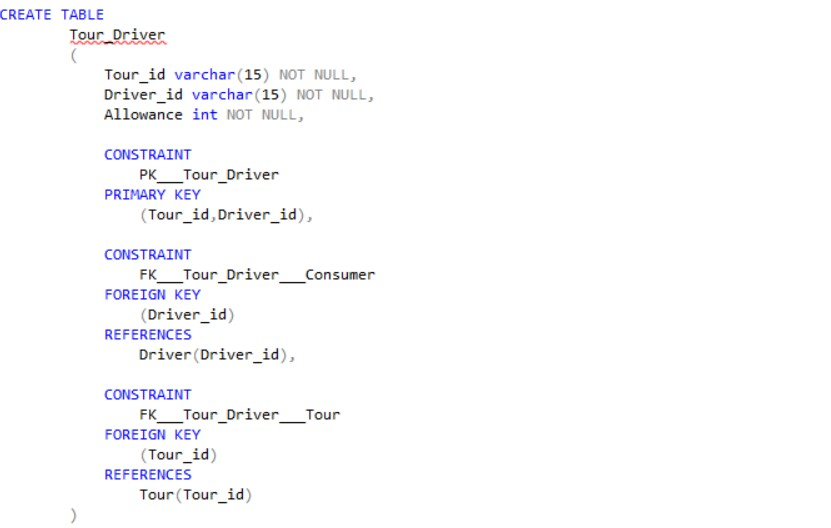 CREATE TABLE
Tour_Driver
(
Tour_id varchar(15) NOT NULL,
Driver_id varchar(15) NOT NULL,
Allowance int NOT NULL,
CONSTRAINT
PK___Tour_Driver
PRIMARY KEY
(Tour_id,Driver_id),
CONSTRAINT
FK___Tour_Driver___Consumer
FOREIGN KEY
(Driver_id)
REFERENCES
Driver(Driver_id),
CONSTRAINT
FK___Tour_Driver___Tour
FOREIGN KEY
(Tour_id)
REFERENCES
Tour(Tour_id)
)